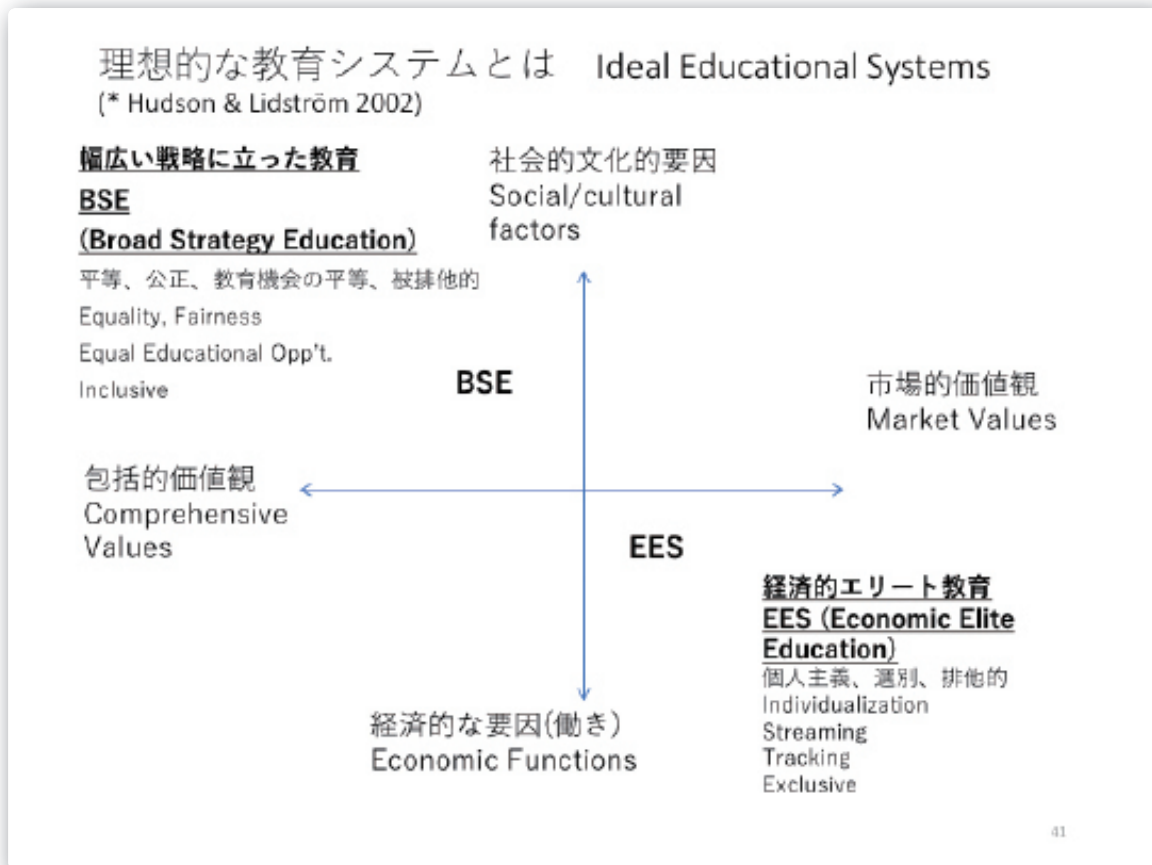 理想的な教育システムとは Ideal Educational Systems
(* Hudson & Lidström 2002)
幅広い戦略に立った教育
BSE
(Broad Strategy Education)
平等、公正、教育機会の平等、被排他的
Equality, Fairness
Equal Educational Opp't.
Inclusive
社会的文化的要因
Social/cultural
factors
BSE
市場的価値観
Market Values
包括的価値観
Comprehensive
Values
EES
経済的エリート教育
EES (Economic Elite
Education)
個人主義、選別、排他的
Individualization
Streaming
Tracking
Exclusive
経済的な要因(働き)
Economic Functions
41